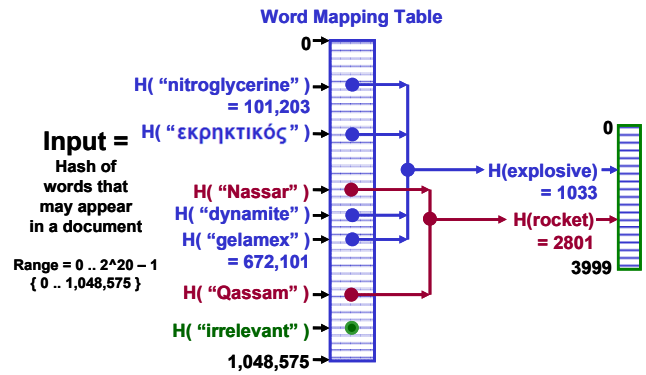 Word Mapping Table
0
H( “nitroglycerine” )
= 101,203
H( “εκρηκτικός” )
Input =
Hash of
words that
may appear
in a document
Range = 0 .. 2^20 – 1
{ 0 .. 1,048,575 }
H( “Nassar” )
H( “dynamite” )
H( “gelamex” )
= 672,101
H( “Qassam” )
H( “irrelevant” )
1,048,575
0
H(explosive)
= 1033
H(rocket)
= 2801
3999